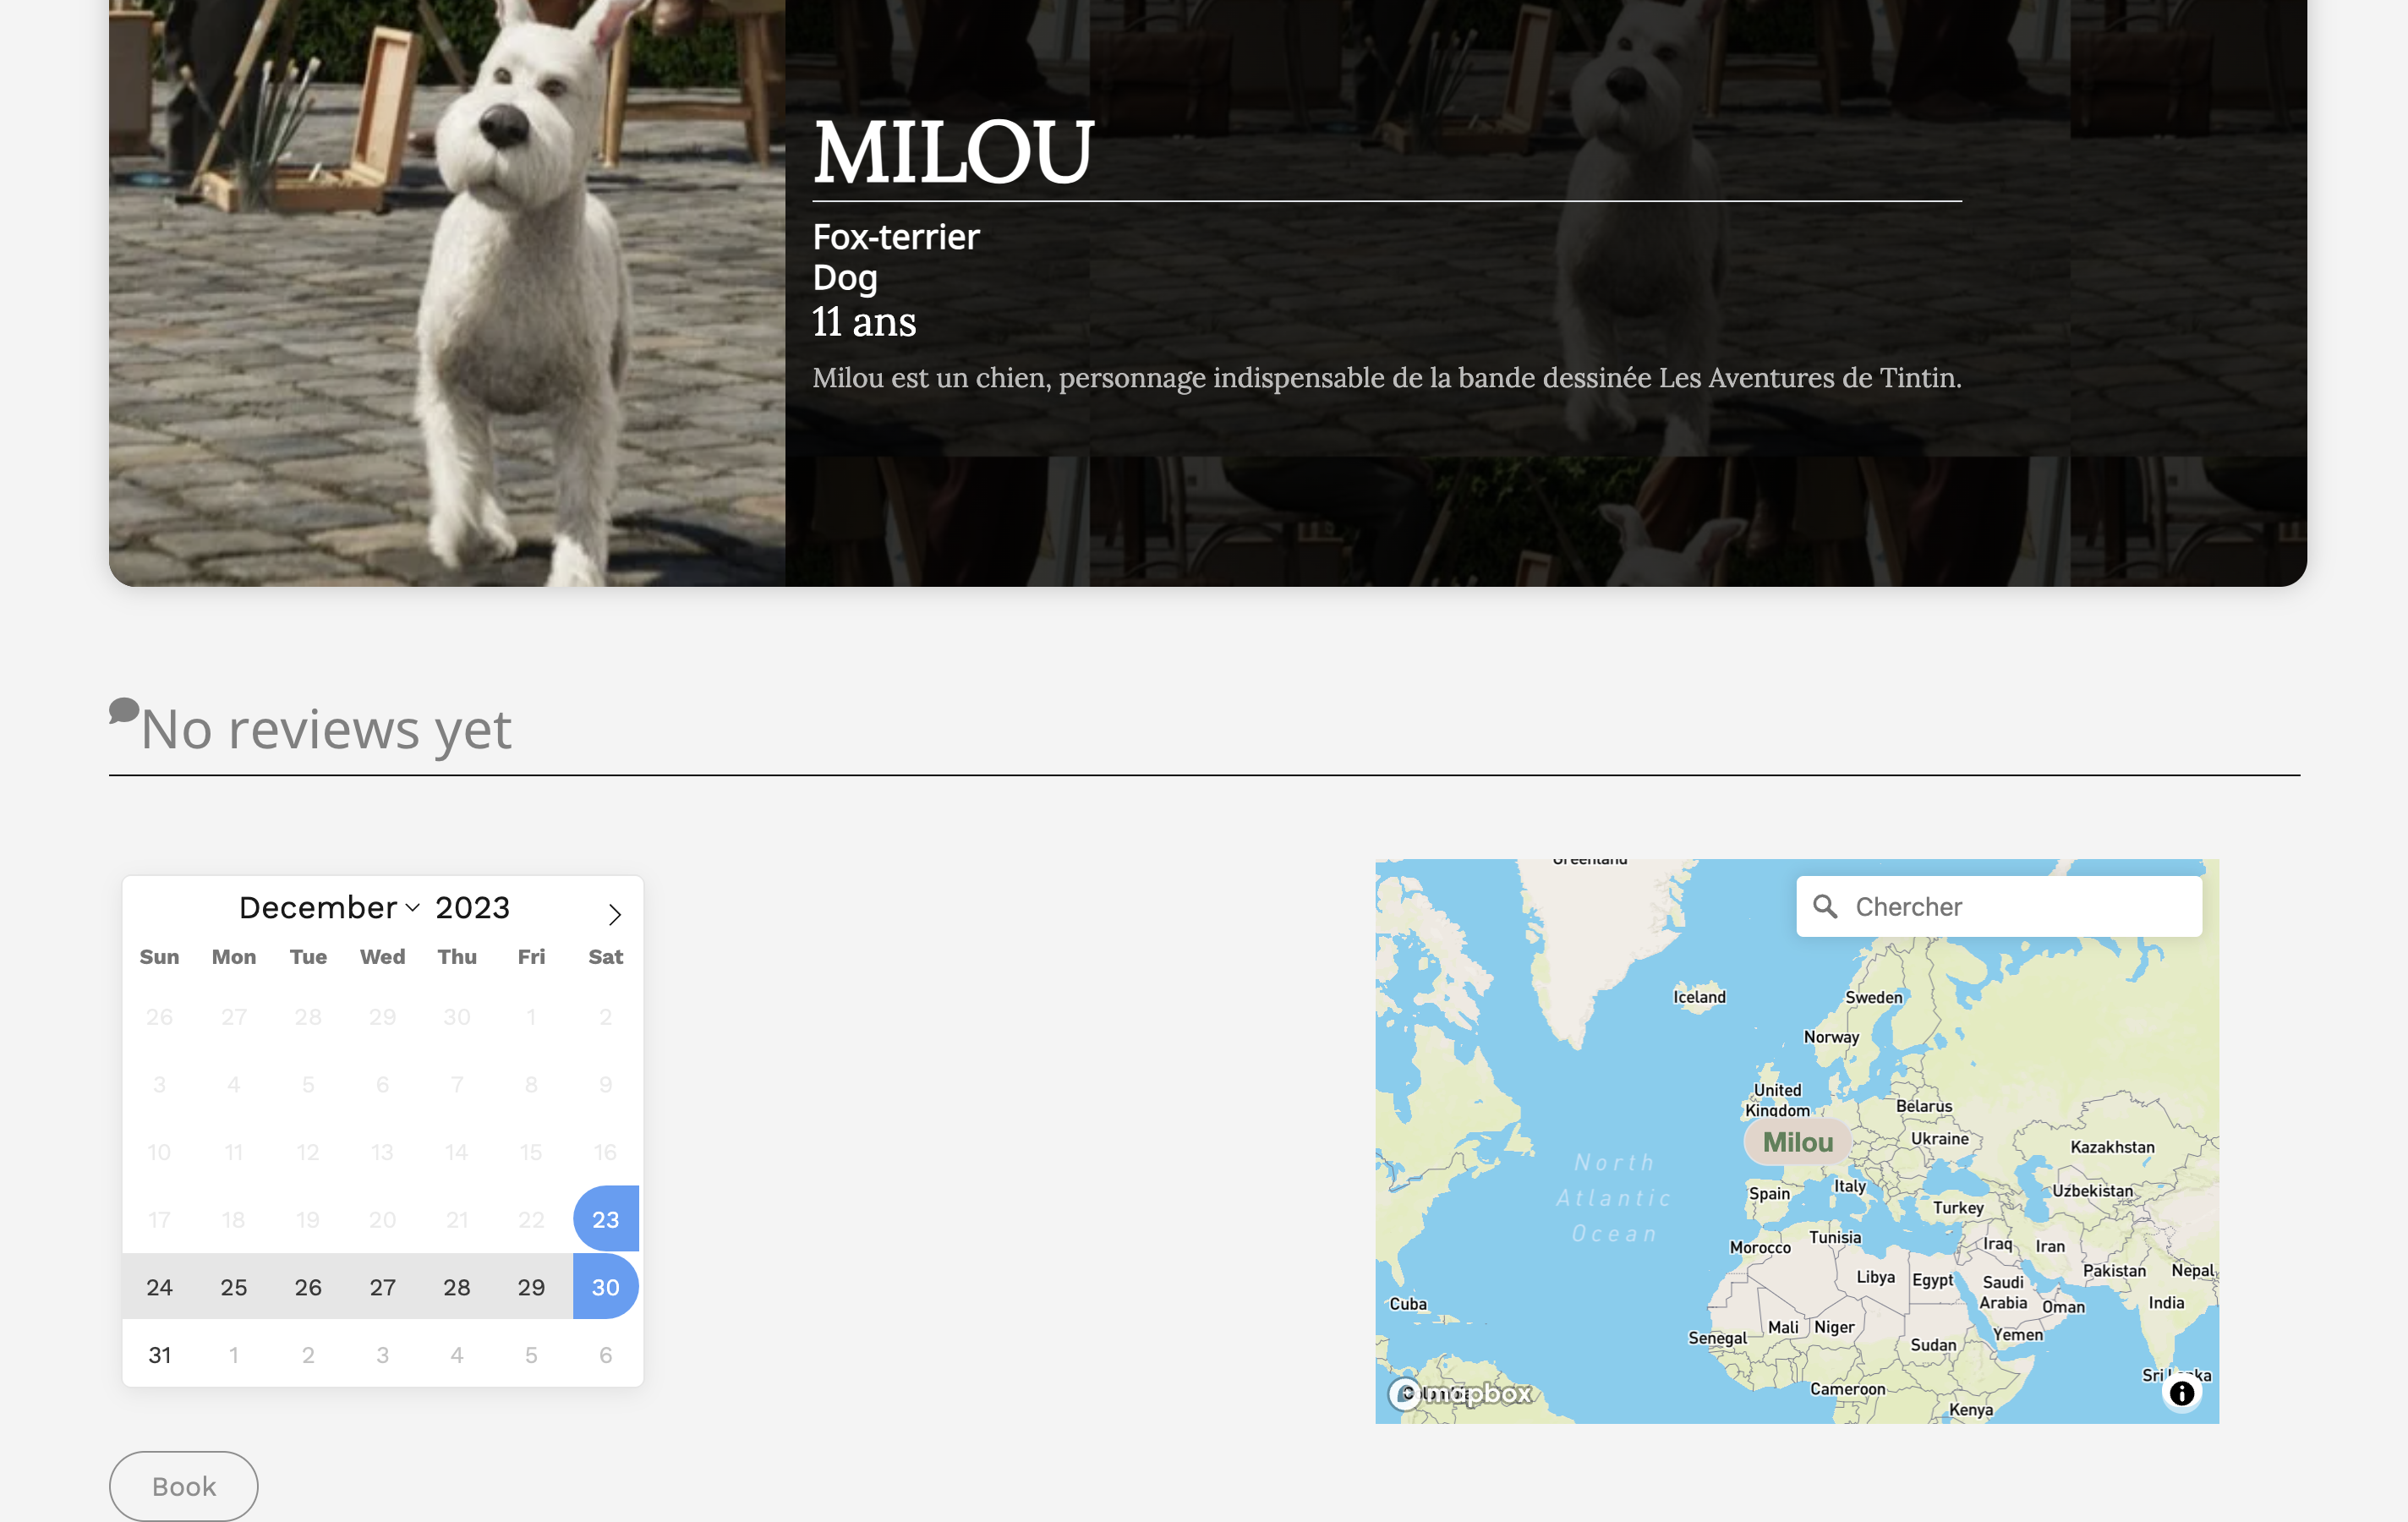 MILOU
Fox-terrier
Dog
11 ans
Milou est un chien, personnage indispensable de la bande dessinée Les Aventures de Tintin.
No reviews yet
December 2023
Sun Mon Tue Wed Thu Fri Sat
26 27 28 29 30 1 2
3 4 5 6 7 8 9
10 11 12 13 14 15 16
17 18 19 20 21 22 23
24 25 26 27 28 29 30
31 1 2 3 4 5 6
Book
Greenland
Chercher
Iceland
Sweden
Norway
United
Kingdom
Belarus
Milou
Ukraine
Kazakhstan
North
Atlantic
Ocean
Spain
Italy
Uzbekistan
Turkey
Morocco
Tunisia
Iraq
Iran
Pakistan
Nepal
Libya
Egypt
Saudi
Arabia
Oman
India
Cuba
Mali
Niger
Senegal
Sudan
Yemen
Sri Lanka
Colombia
mapbox
Cameroon
Kenya